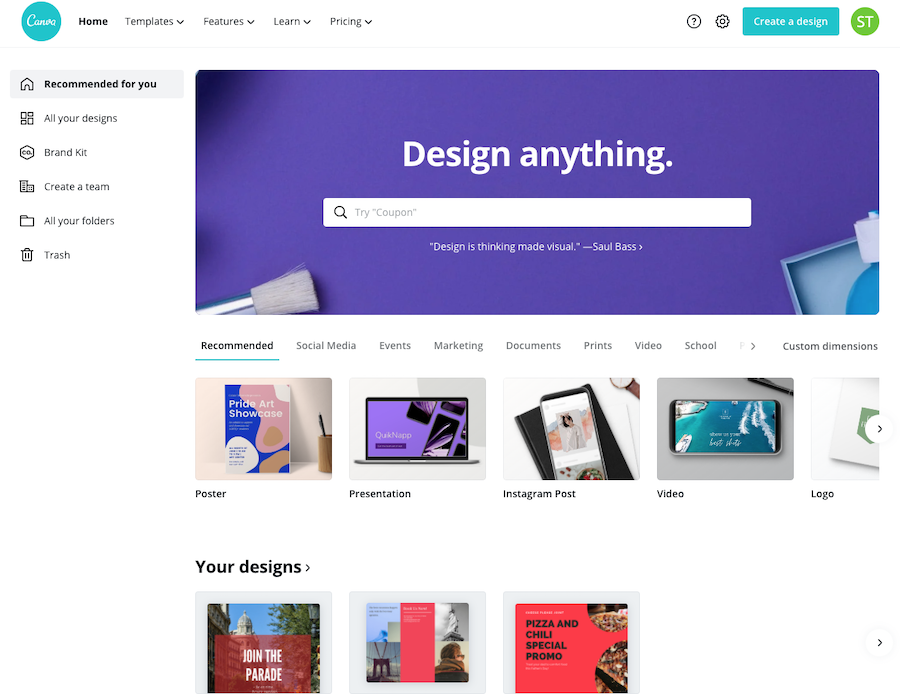 Canva
Home
Templates
Features
Learn
Pricing
?
Create a design
ST
Recommended for you
All your designs
Brand Kit
Create a team
All your folders
Trash
Design anything.
Try "Coupon"
"Design is thinking made visual." —Saul Bass ›
Recommended
Social Media
Events
Marketing
Documents
Prints
Video
School
Custom dimensions
Pride Art
Showcase
QuikNapp
show us your
best shots
Poster
Presentation
Instagram Post
Video
Logo
Your designs ›
JOIN THE
PARADE
PIZZA AND
CHILI
SPECIAL
PROMO